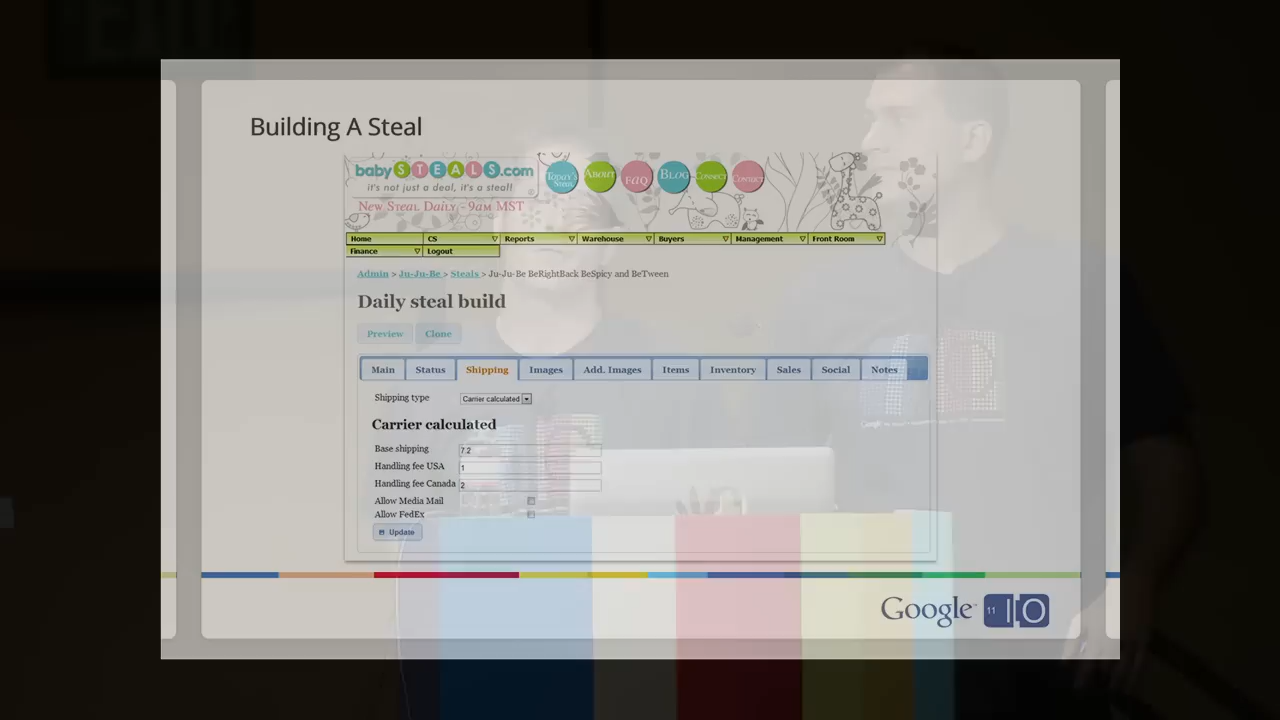 Building A Steal
babySTEALS.com
it's not just a deal, it's a steal!
New Steal Daily - 9am MST
Today's Steal
About
FAQ
Blog
Connect
Contact
Home CS Reports Warehouse Buyers Management Front Room
Finance Logout
Admin > Ju-Ju-Be > Steals > Ju-Ju-Be BeRightBack BeSpicy and BeTween
Daily steal build
Preview Clone
Main Status Shipping Images Add. Images Items Inventory Sales Social Notes
Shipping type Carrier calculated
Carrier calculated
Base shipping 7.2
Handling fee USA 1
Handling fee Canada 2
Allow Media Mail
Allow FedEx
Update
Google 11 IO